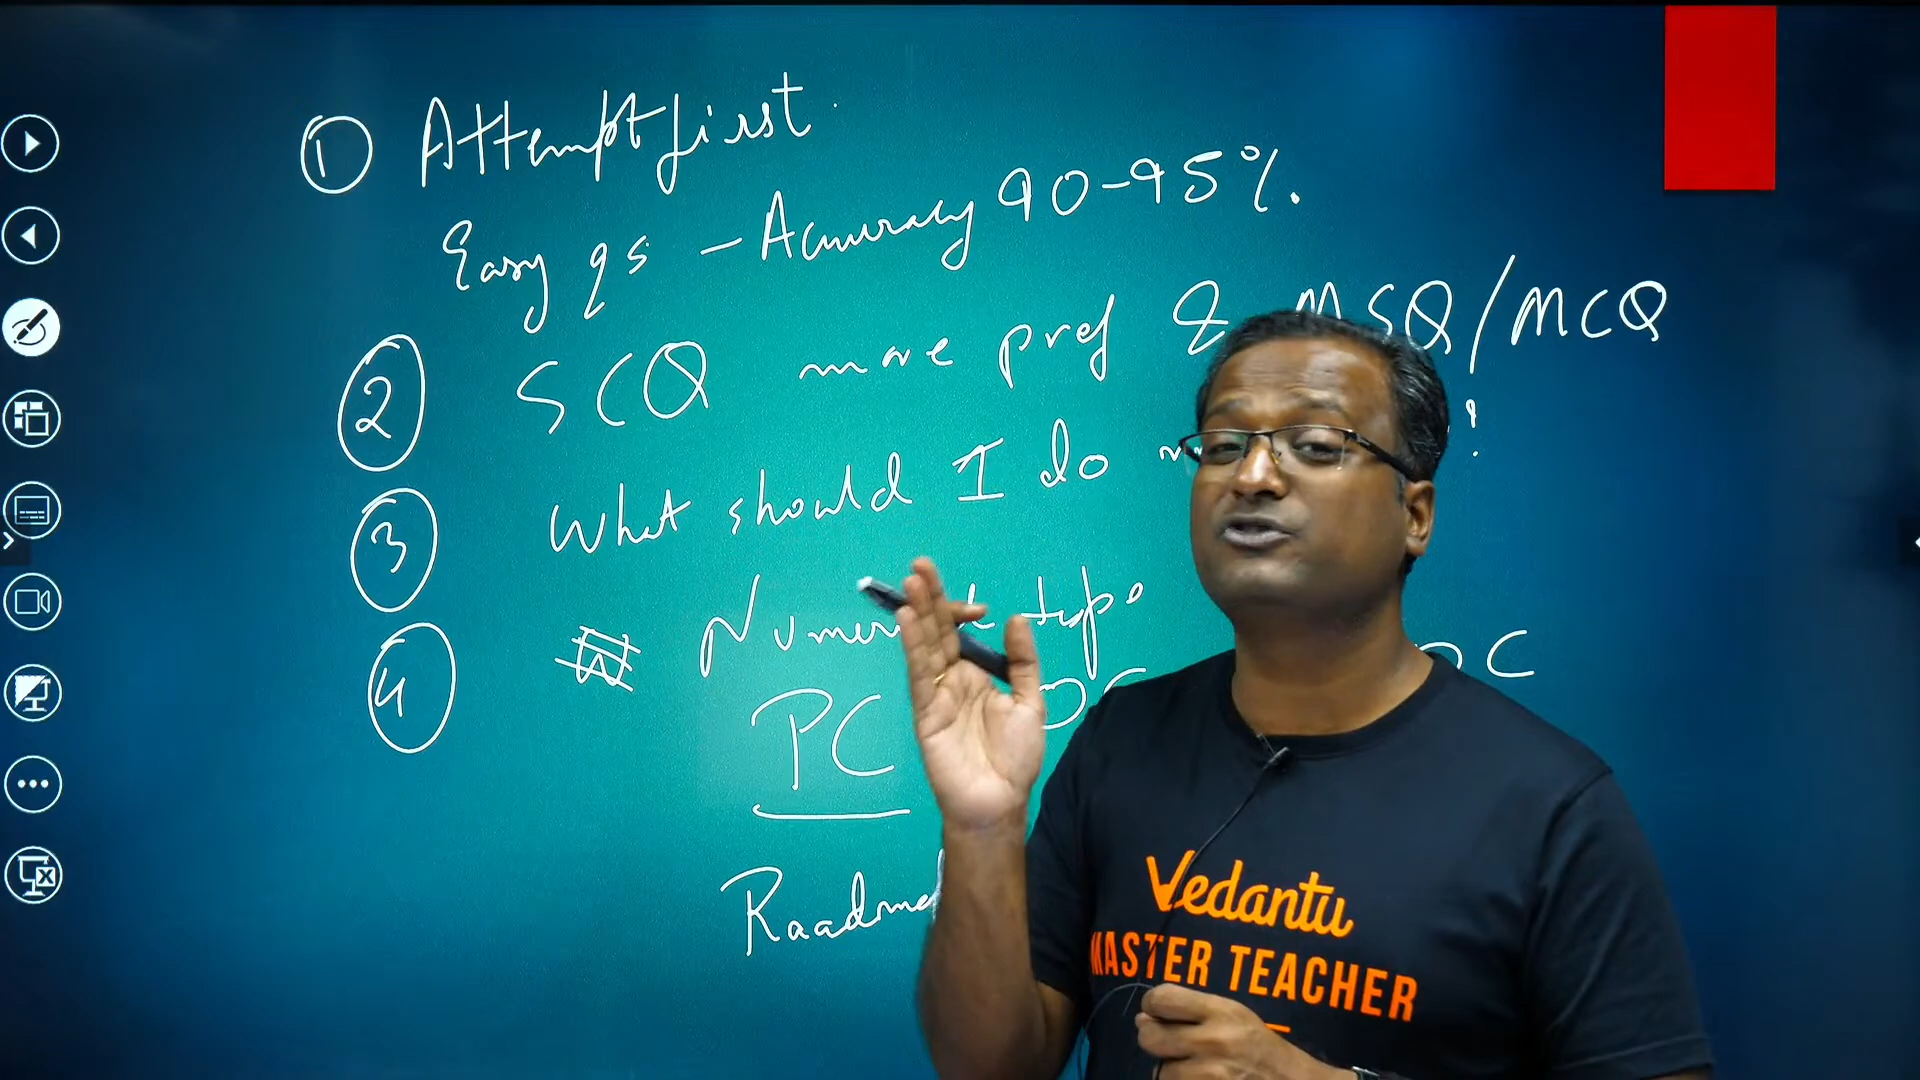 ① Attempt first.
Easy qs - Accuracy 90-95%.
② SCQ more pref & MSQ/MCQ
③ What should I do !
④ type
PC OC
Vedantu
MASTER TEACHER